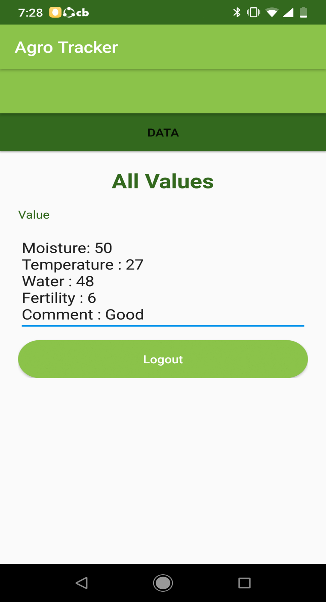 7:28 cb
Agro Tracker
DATA
All Values
Value
Moisture: 50
Temperature : 27
Water : 48
Fertility : 6
Comment : Good
Logout